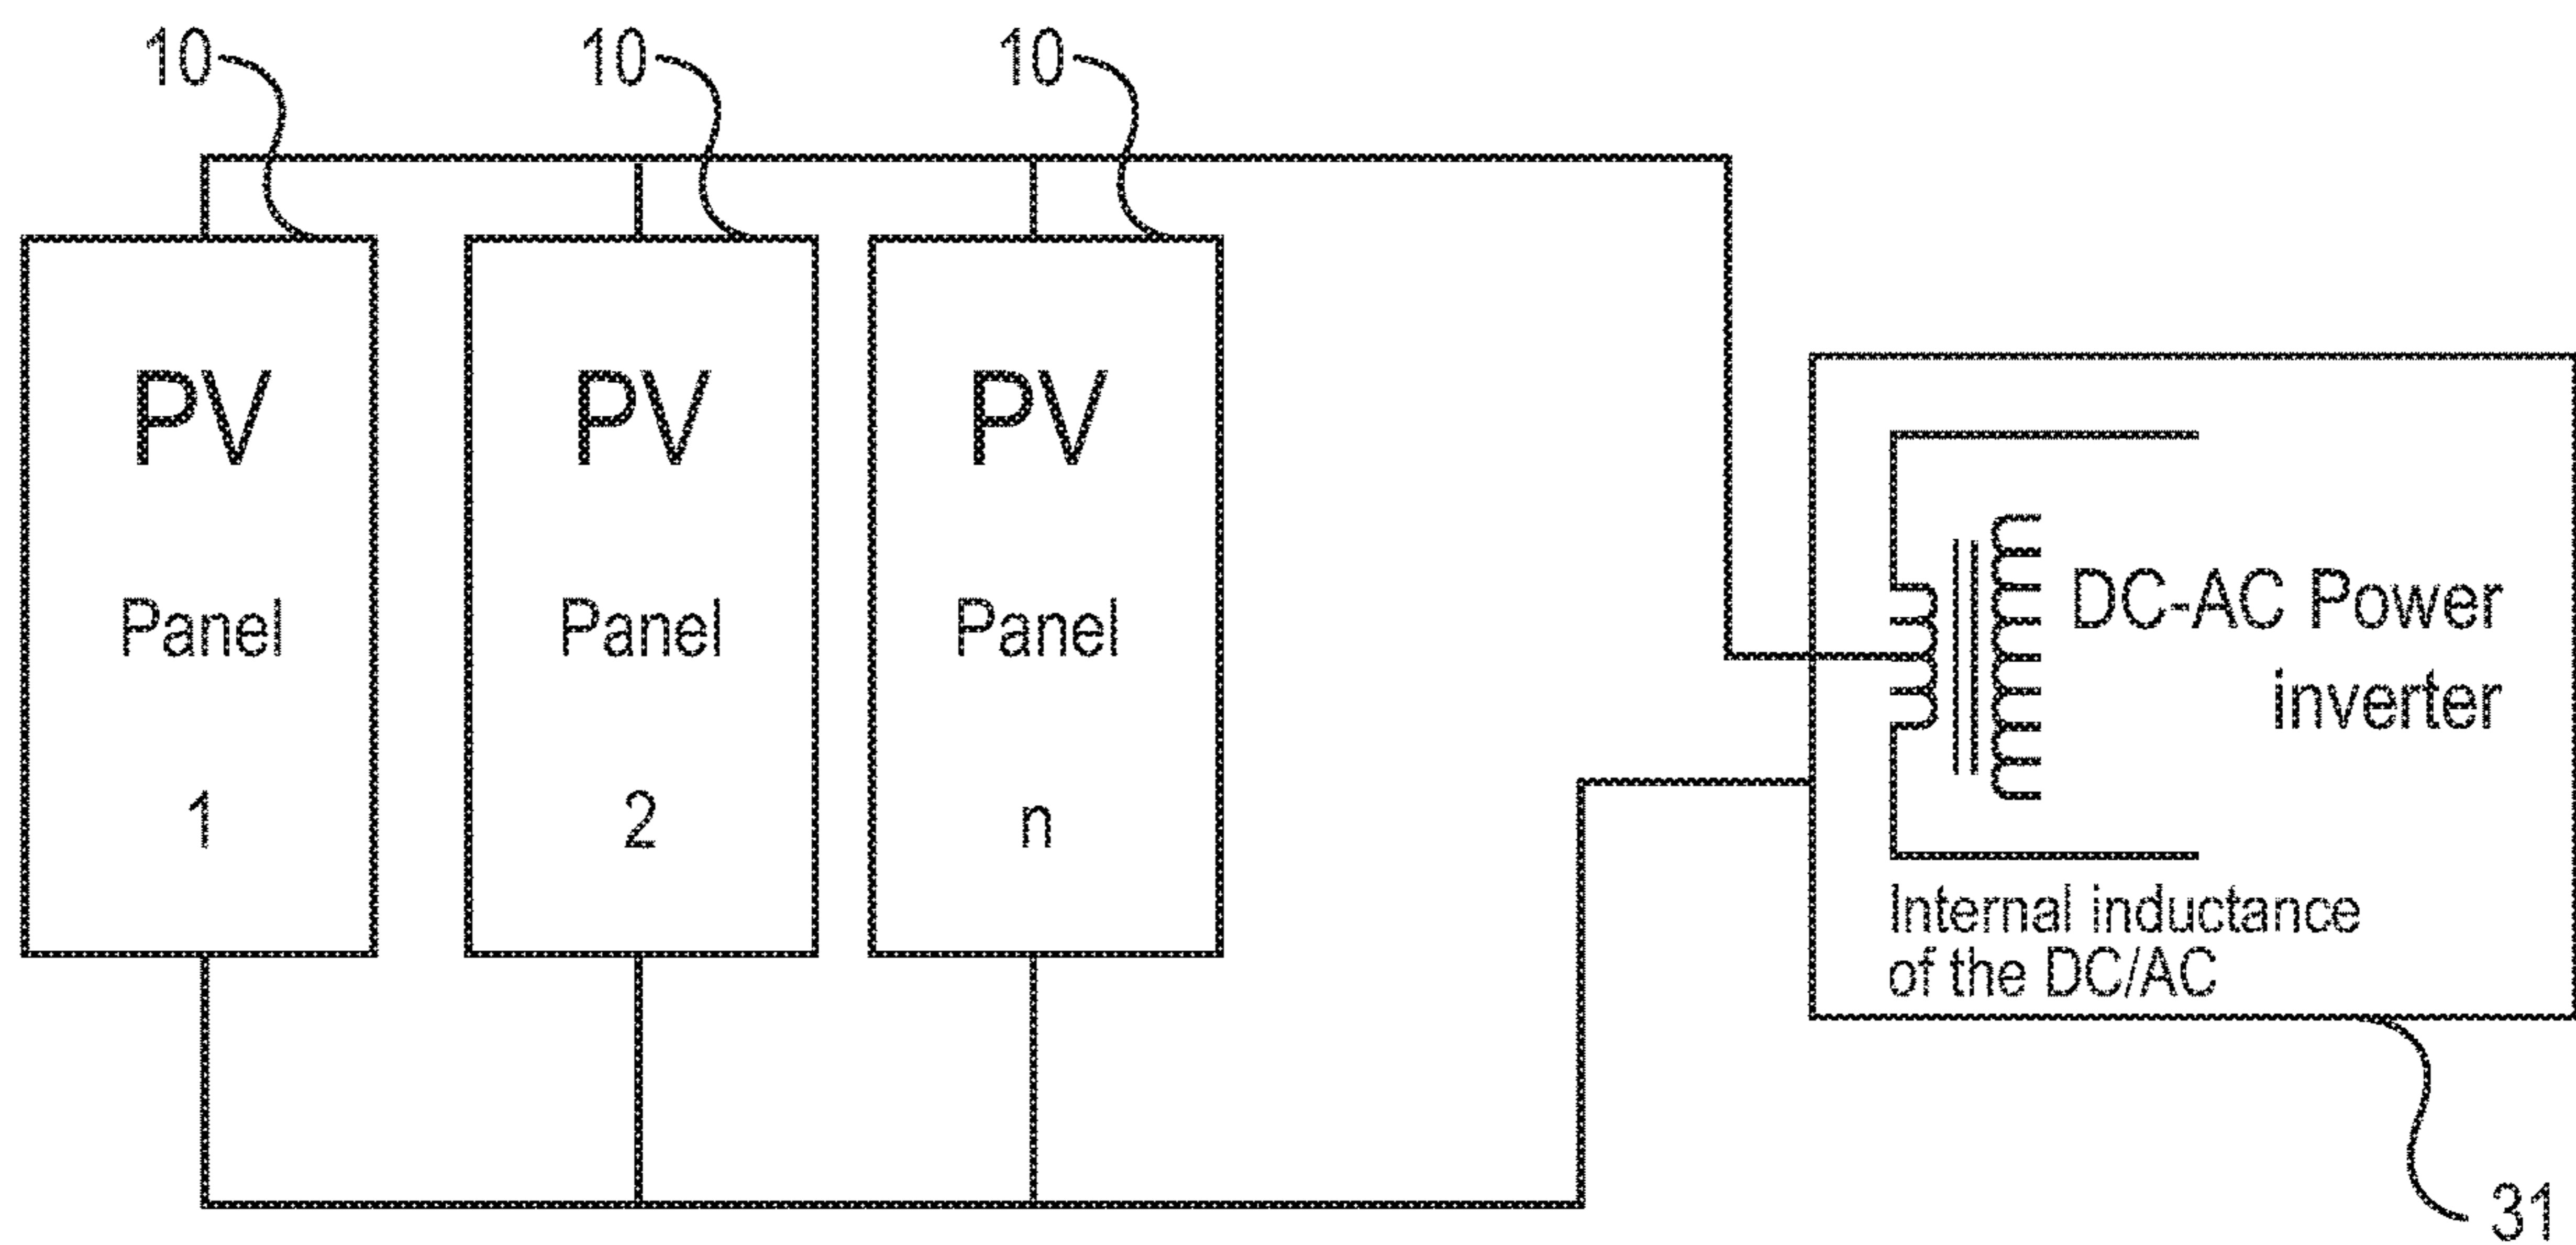 10
10
10
PV
Panel
1
PV
Panel
2
PV
Panel
n
DC-AC Power
inverter
Internal inductance
of the DC/AC
31